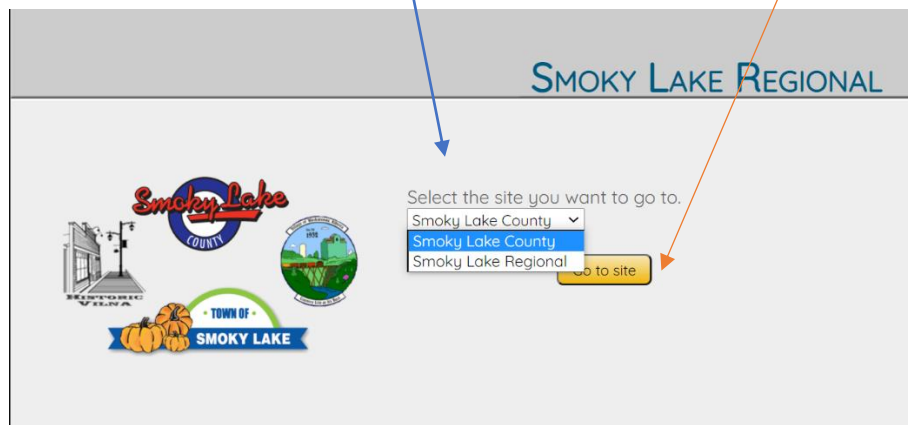 SMOKY LAKE REGIONAL
Select the site you want to go to.
Smoky Lake County
Smoky Lake County
Smoky Lake Regional
Go to site
Smoky Lake
COUNTY
1921
HISTORIC
VILNA
TOWN OF
SMOKY LAKE